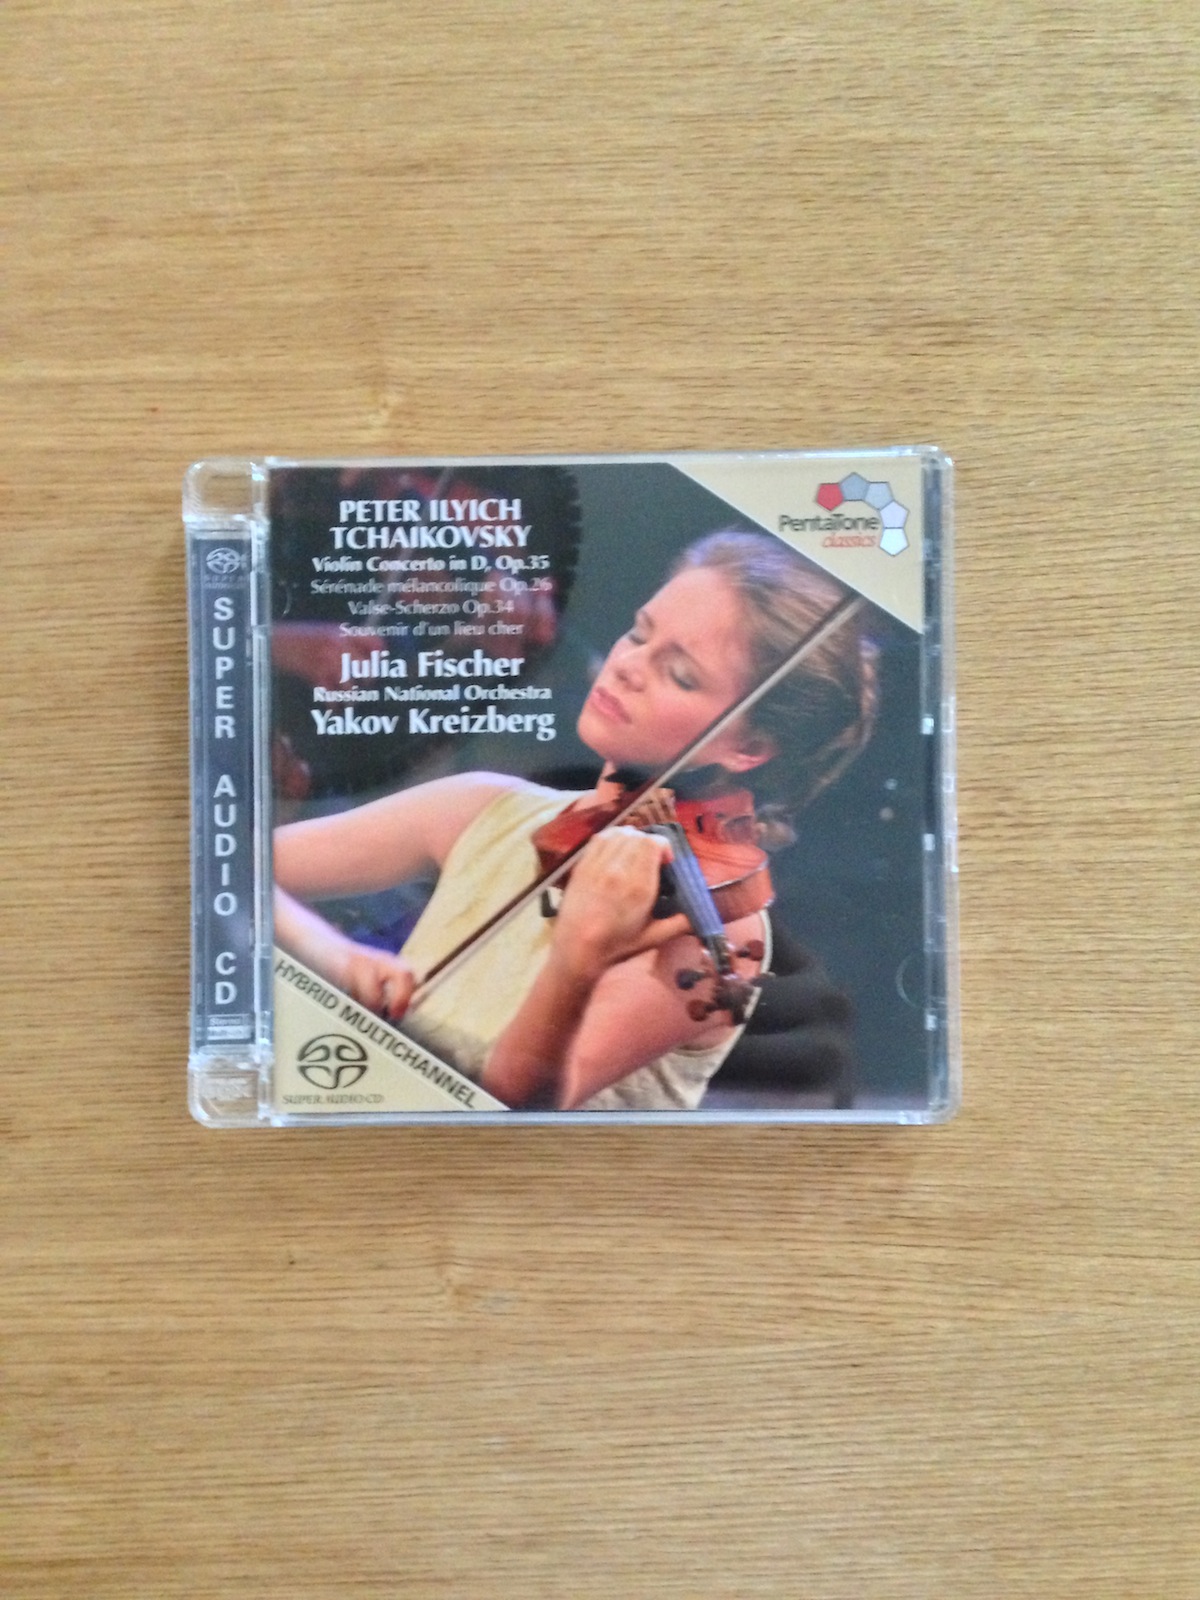 PETER ILYICH
TCHAIKOVSKY
Violin Concerto in D, Op.35
Sérénade mélancolique Op.26
Valse-Scherzo Op.34
Souvenir d'un lieu cher
Julia Fischer
Russian National Orchestra
Yakov Kreizberg
PentaTone
classics
SUPER AUDIO CD
HYBRID MULTICHANNEL
SUPER AUDIO CD